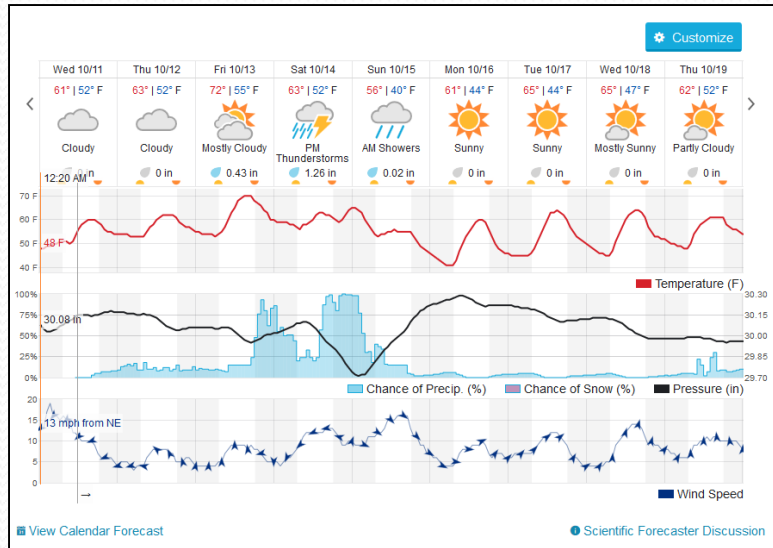 Customize
Wed 10/11 Thu 10/12 Fri 10/13 Sat 10/14 Sun 10/15 Mon 10/16 Tue 10/17 Wed 10/18 Thu 10/19
61° | 52° F 63° | 52° F 72° | 55° F 63° | 52° F 56° | 40° F 61° | 44° F 65° | 44° F 65° | 47° F 62° | 52° F
Cloudy Cloudy Mostly Cloudy PM AM Showers Sunny Sunny Mostly Sunny Partly Cloudy
Thunderstorms
0 in 0 in 0.43 in 1.26 in 0.02 in 0 in 0 in 0 in 0 in
12:20 AM
70 F
60 F
50 F 48 F
40 F
Temperature (F)
100% 30.30
75% 30.08 in 30.15
50% 30.00
25% 29.85
0% 29.70
Chance of Precip. (%) Chance of Snow (%) Pressure (in)
20
15 13 mph from NE
10
5
0
→
Wind Speed
View Calendar Forecast Scientific Forecaster Discussion